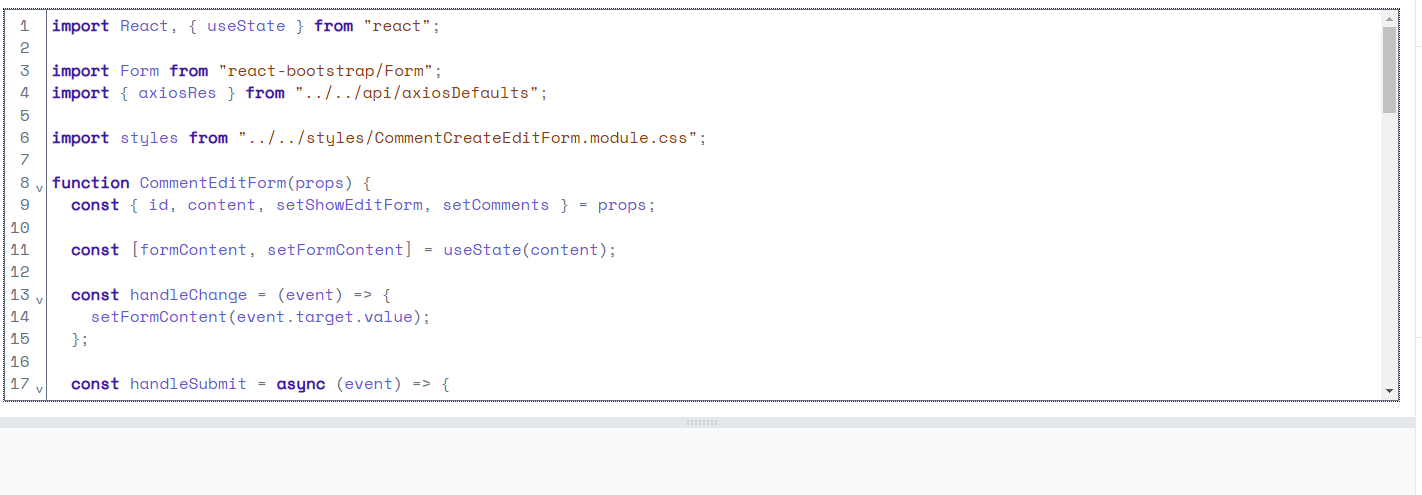 1 import React, { useState } from "react";
2
3 import Form from "react-bootstrap/Form";
4 import { axiosRes } from "../../api/axiosDefaults";
5
6 import styles from "../../styles/CommentCreateEditForm.module.css";
7
8 v function CommentEditForm(props) {
9 const { id, content, setShowEditForm, setComments } = props;
10
11 const [formContent, setFormContent] = useState(content);
12
13 v const handleChange = (event) => {
14 setFormContent(event.target.value);
15 };
16
17 v const handleSubmit = async (event) => {